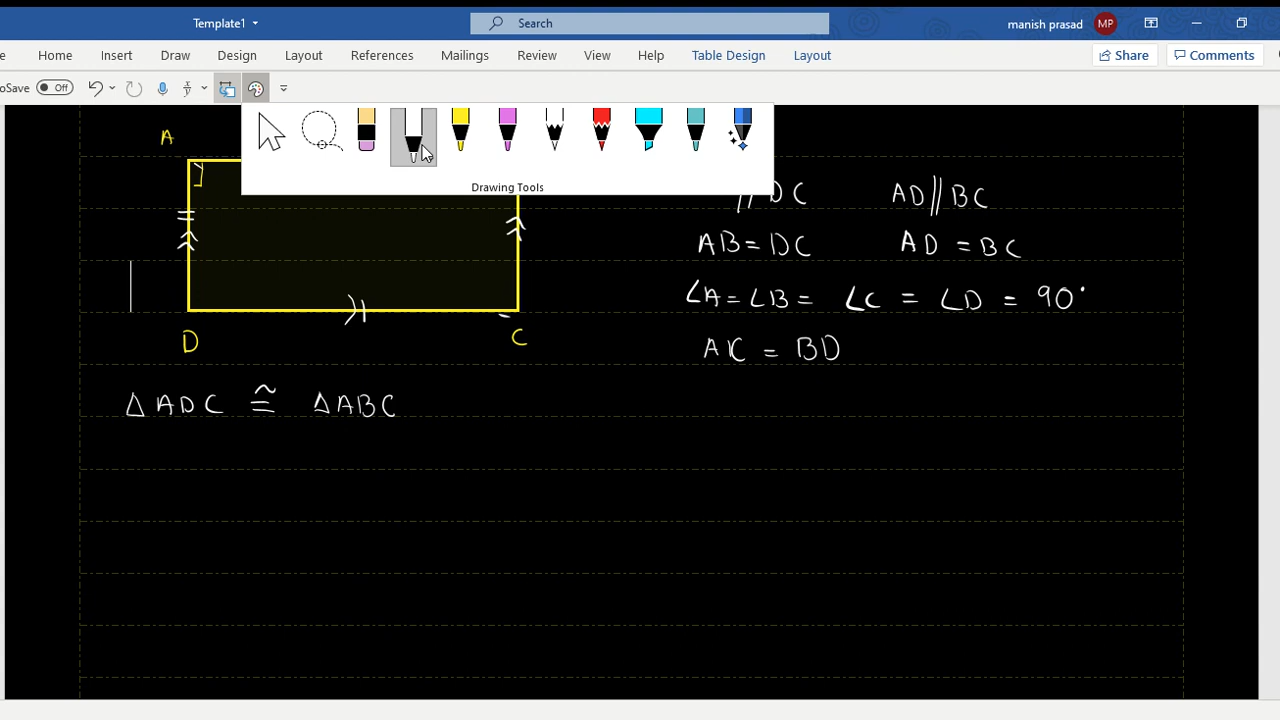 Template1
Search
manish prasad MP
Home Insert Draw Design Layout References Mailings Review View Help Table Design Layout Share Comments
oSave Off
A
Drawing Tools
|| DC AD || BC
AB = DC AD = BC
∠A = ∠B = ∠C = ∠D = 90°
D C
AC = BD
△ADC ≅ △ABC